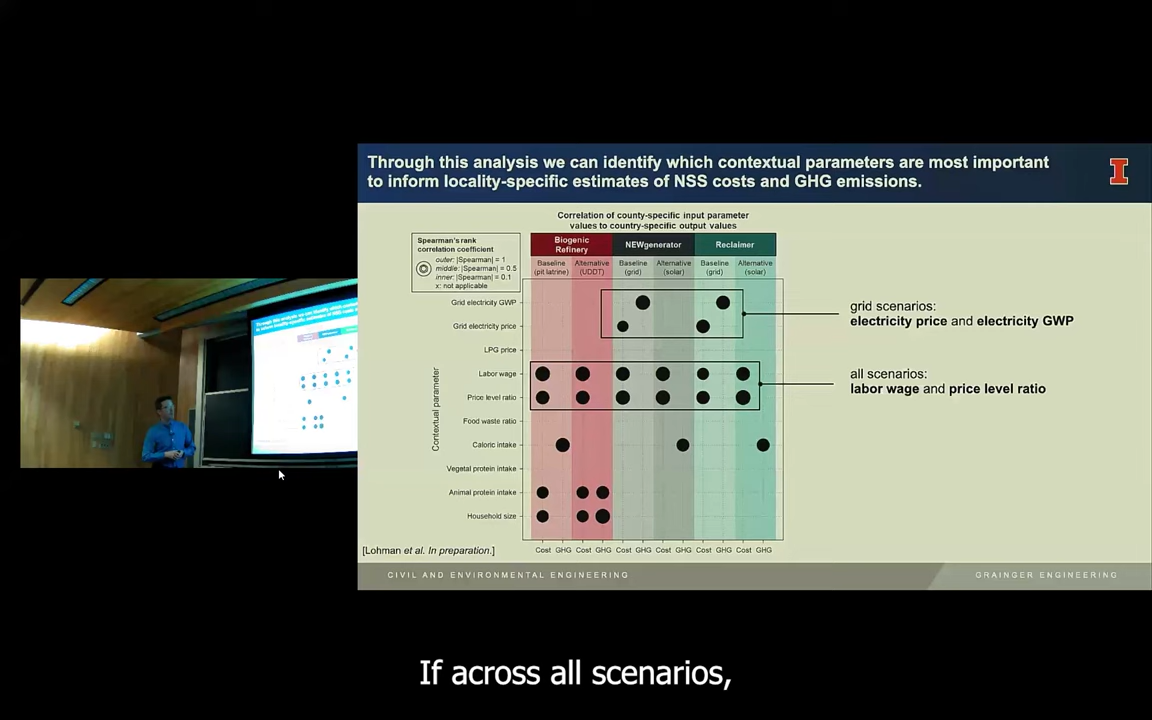 Through this analysis we can identify which contextual parameters are most important
to inform locality-specific estimates of NSS costs and GHG emissions.
Correlation of county-specific input parameter
values to country-specific output values
Spearman's rank
correlation coefficient
outer: |Spearman| = 1
middle: |Spearman| = 0.5
inner: |Spearman| = 0.1
x: not applicable
Biogenic
Refinery
NEWgenerator
Reclaimer
Baseline
(pit latrine)
Alternative
(UDDT)
Baseline
(grid)
Alternative
(solar)
Baseline
(grid)
Alternative
(solar)
Contextual parameter
Grid electricity GWP
Grid electricity price
LPG price
Labor wage
Price level ratio
Food waste ratio
Caloric intake
Vegetal protein intake
Animal protein intake
Household size
Cost GHG Cost GHG Cost GHG Cost GHG Cost GHG Cost GHG
grid scenarios:
electricity price and electricity GWP
all scenarios:
labor wage and price level ratio
[Lohman et al. In preparation.]
CIVIL AND ENVIRONMENTAL ENGINEERING
GRAINGER ENGINEERING
If across all scenarios,